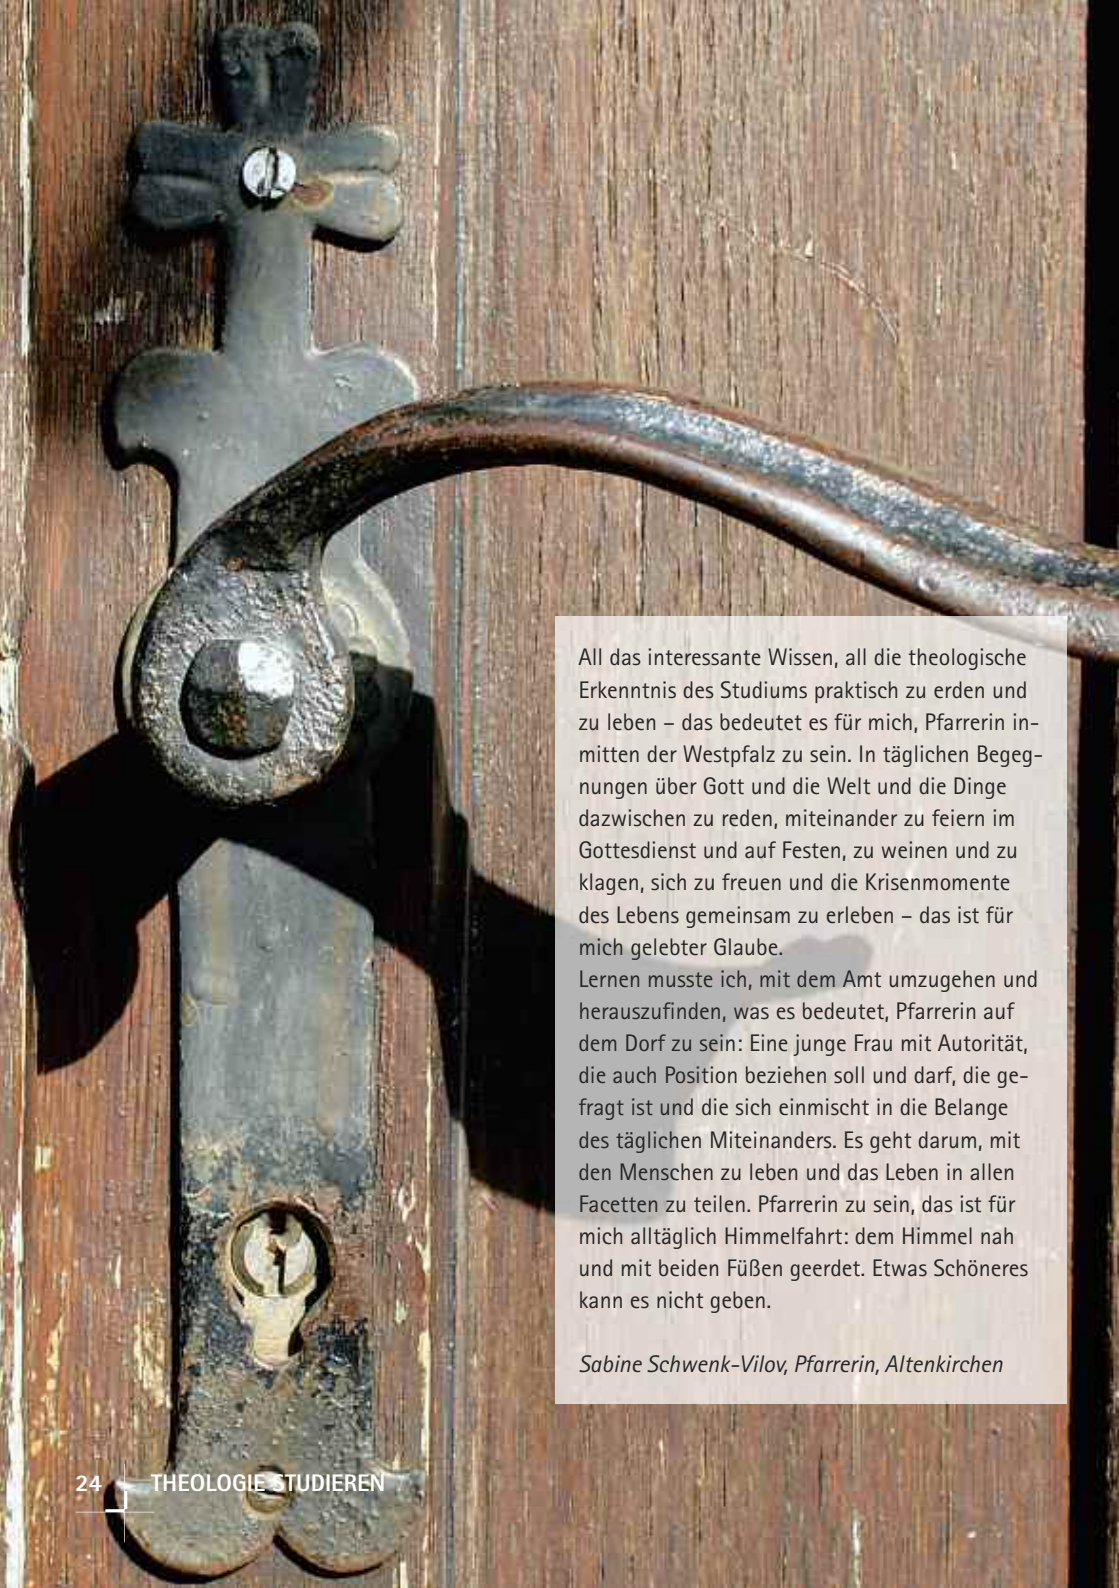 All das interessante Wissen, all die theologische
Erkenntnis des Studiums praktisch zu erden und
zu leben – das bedeutet es für mich, Pfarrerin in-
mitten der Westpfalz zu sein. In täglichen Begeg-
nungen über Gott und die Welt und die Dinge
dazwischen zu reden, miteinander zu feiern im
Gottesdienst und auf Festen, zu weinen und zu
klagen, sich zu freuen und die Krisenmomente
des Lebens gemeinsam zu erleben – das ist für
mich gelebter Glaube.
Lernen musste ich, mit dem Amt umzugehen und
herauszufinden, was es bedeutet, Pfarrerin auf
dem Dorf zu sein: Eine junge Frau mit Autorität,
die auch Position beziehen soll und darf, die ge-
fragt ist und die sich einmischt in die Belange
des täglichen Miteinanders. Es geht darum, mit
den Menschen zu leben und das Leben in allen
Facetten zu teilen. Pfarrerin zu sein, das ist für
mich alltäglich Himmelfahrt: dem Himmel nah
und mit beiden Füßen geerdet. Etwas Schöneres
kann es nicht geben.
Sabine Schwenk-Vilov, Pfarrerin, Altenkirchen
24 THEOLOGIE STUDIEREN